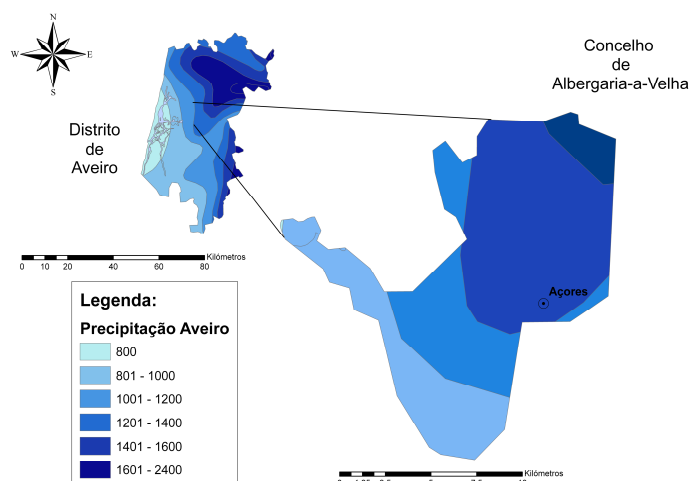 N
W
E
S
Distrito
de
Aveiro
Concelho
de
Albergaria-a-Velha
Açores
Kilómetros
0 10 20 40 60 80
Legenda:
Precipitação Aveiro
800
801 - 1000
1001 - 1200
1201 - 1400
1401 - 1600
1601 - 2400
Kilómetros